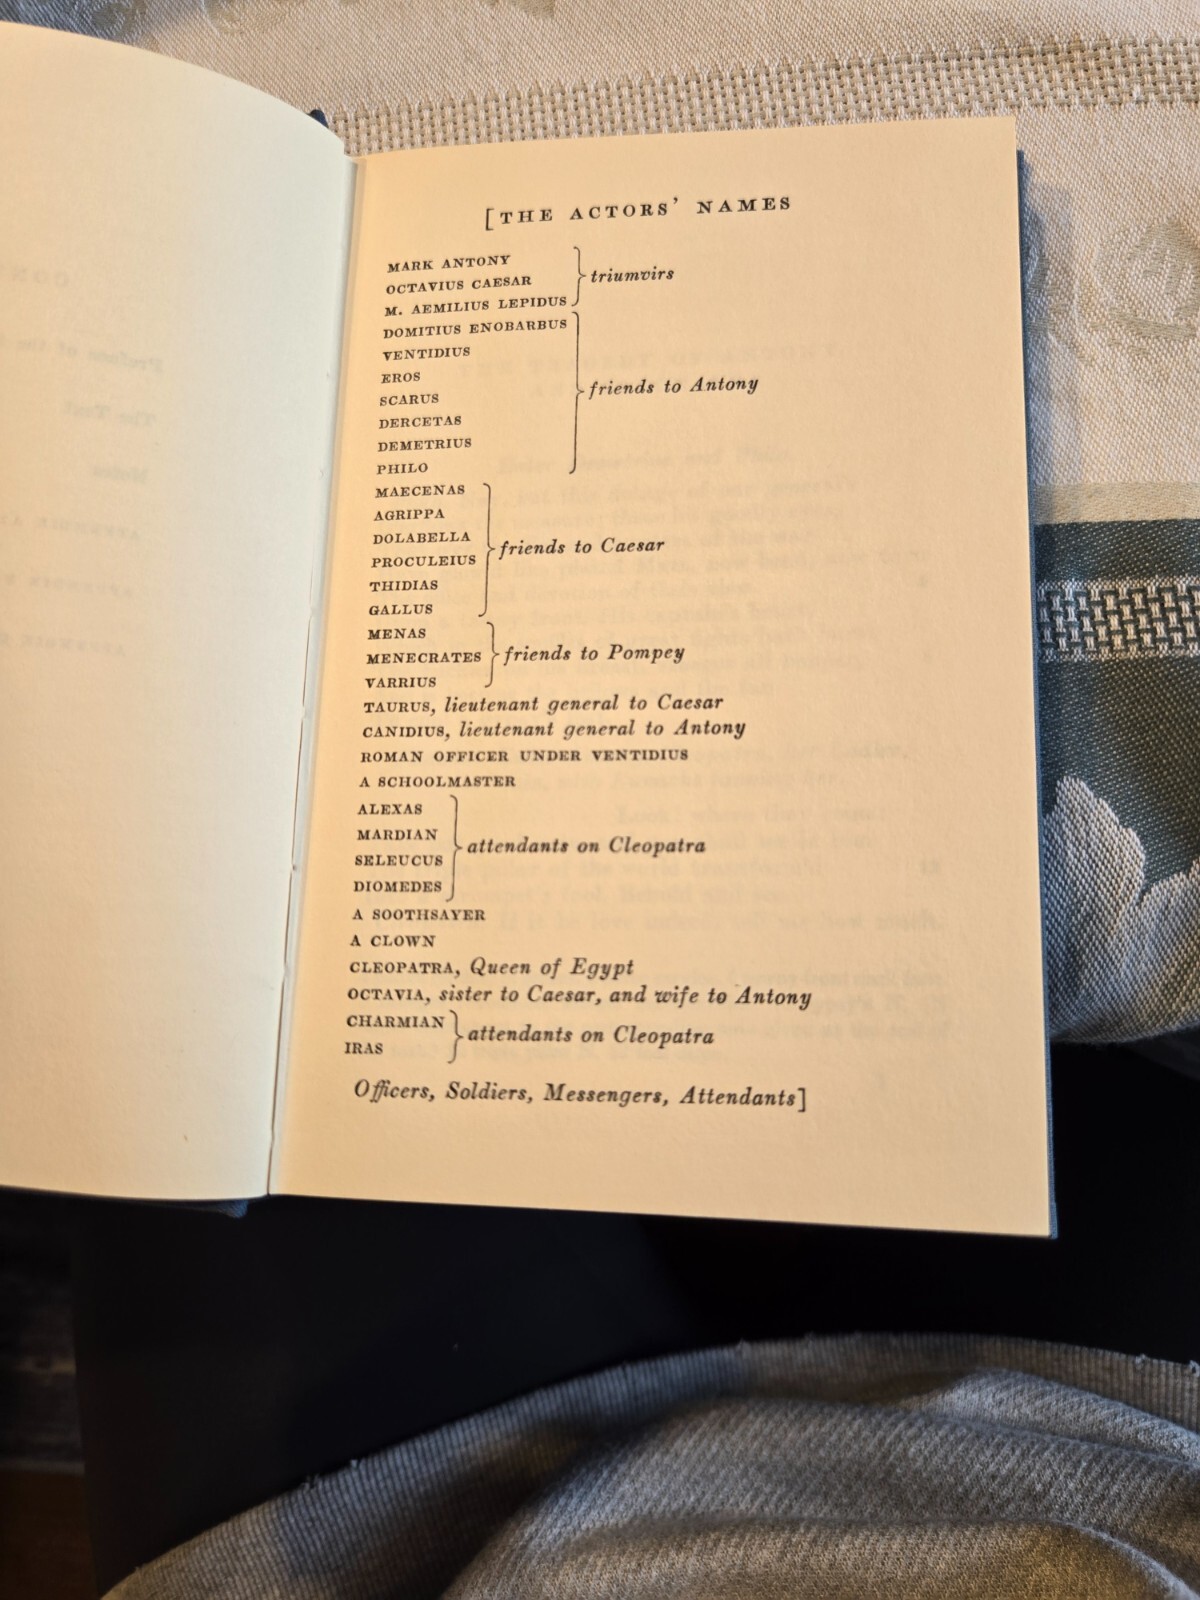 [THE ACTORS' NAMES
MARK ANTONY
OCTAVIUS CAESAR
M. AEMILIUS LEPIDUS
triumvirs
DOMITIUS ENOBARBUS
VENTIDIUS
EROS
SCARUS
DERCETAS
DEMETRIUS
PHILO
friends to Antony
MAECENAS
AGRIPPA
DOLABELLA
PROCULEIUS
THIDIAS
GALLUS
friends to Caesar
MENAS
MENECRATES
VARRIUS
friends to Pompey
TAURUS, lieutenant general to Caesar
CANIDIUS, lieutenant general to Antony
ROMAN OFFICER UNDER VENTIDIUS
A SCHOOLMASTER
ALEXAS
MARDIAN
SELEUCUS
DIOMEDES
attendants on Cleopatra
A SOOTHSAYER
A CLOWN
CLEOPATRA, Queen of Egypt
OCTAVIA, sister to Caesar, and wife to Antony
CHARMIAN
IRAS
attendants on Cleopatra
Officers, Soldiers, Messengers, Attendants]